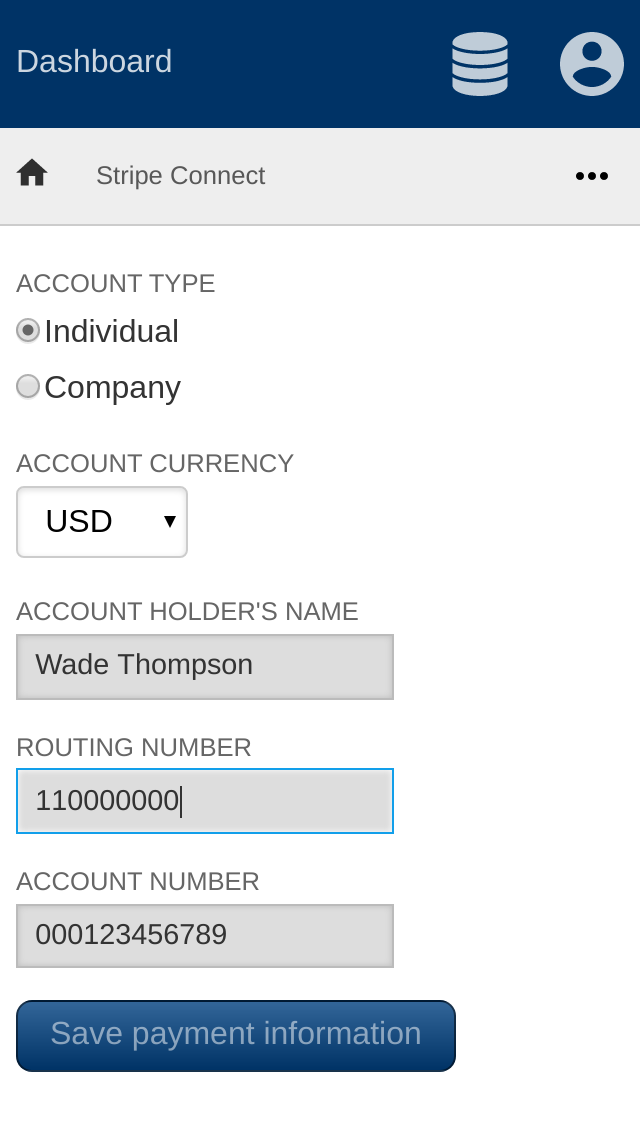 Dashboard
Stripe Connect
ACCOUNT TYPE
Individual
Company
ACCOUNT CURRENCY
USD
ACCOUNT HOLDER'S NAME
Wade Thompson
ROUTING NUMBER
110000000
ACCOUNT NUMBER
000123456789
Save payment information